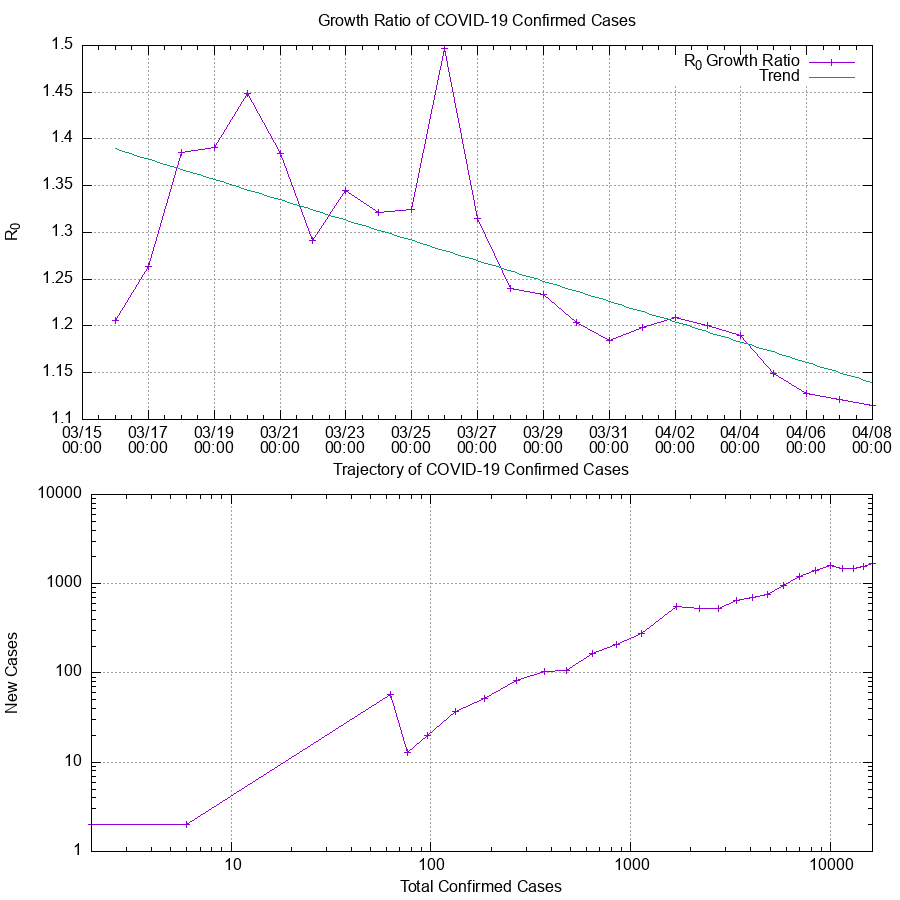 Growth Ratio of COVID-19 Confirmed Cases
1.5
1.45
1.4
1.35
1.3
1.25
1.2
1.15
1.1
R0
R0 Growth Ratio
Trend
03/15 03/17 03/19 03/21 03/23 03/25 03/27 03/29 03/31 04/02 04/04 04/06 04/08
00:00 00:00 00:00 00:00 00:00 00:00 00:00 00:00 00:00 00:00 00:00 00:00 00:00
Trajectory of COVID-19 Confirmed Cases
10000
1000
100
10
1
New Cases
10 100 1000 10000
Total Confirmed Cases